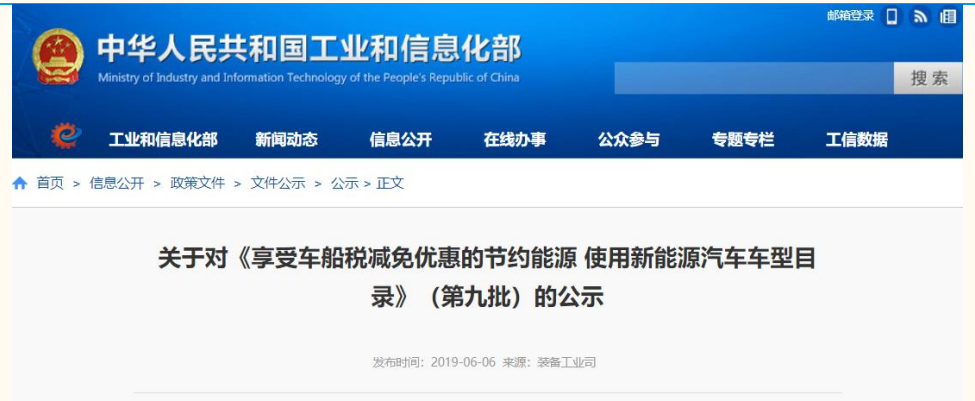 邮箱登录
中华人民共和国工业和信息化部
Ministry of Industry and Information Technology of the People's Republic of China
搜 索
工业和信息化部 新闻动态 信息公开 在线办事 公众参与 专题专栏 工信数据
首页 > 信息公开 > 政策文件 > 文件公示 > 公示 > 正文
关于对《享受车船税减免优惠的节约能源 使用新能源汽车车型目
录》（第九批）的公示
发布时间：2019-06-06 来源：装备工业司